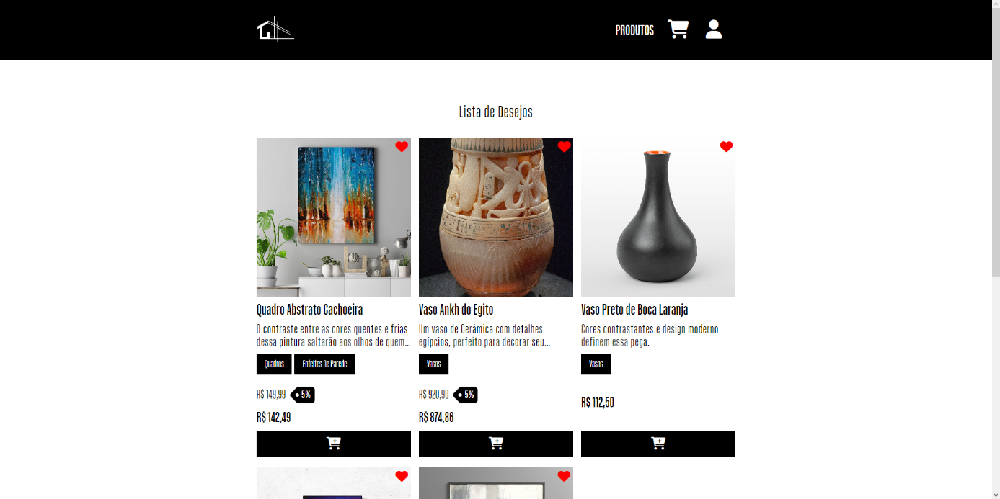 PRODUTOS
Lista de Desejos
Quadro Abstrato Cachoeira
O contraste entre as cores quentes e frias
dessa pintura saltarão aos olhos de quem...
Quadros
Enfeites De Parede
R$ 149,99
5%
R$ 142,49
Vaso Ankh do Egito
Um vaso de Cerâmica com detalhes
egípcios, perfeito para decorar seu...
Vasos
R$ 920,90
5%
R$ 874,86
Vaso Preto de Boca Laranja
Cores contrastantes e design moderno
definem essa peça.
Vasos
R$ 112,50